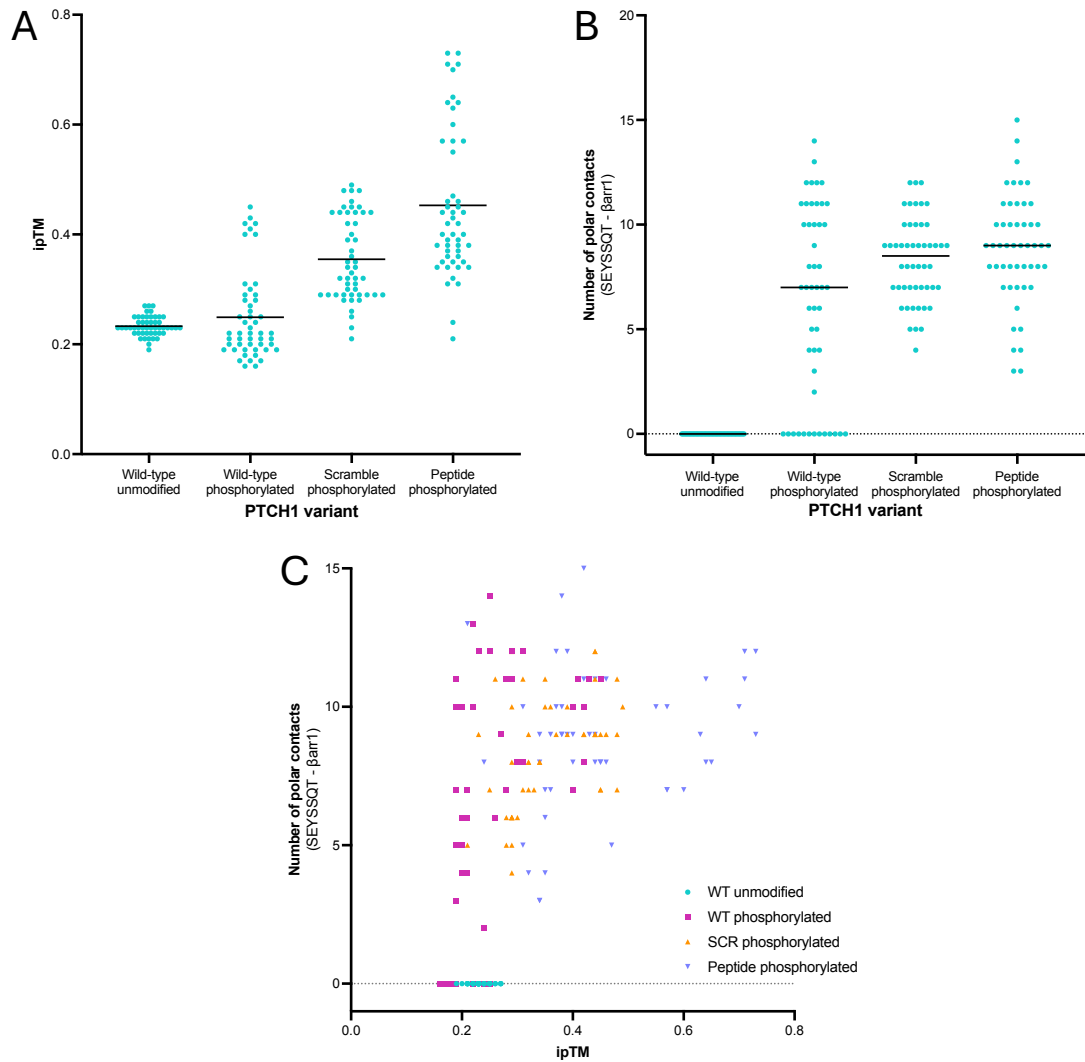 A
0.8
0.6
0.4
0.2
0.0
ipTM
Wild-type unmodified
Wild-type phosphorylated
Scramble phosphorylated
Peptide phosphorylated
PTCH1 variant
B
20
15
10
5
0
Number of polar contacts
(SEYSSQT - βarr1)
Wild-type unmodified
Wild-type phosphorylated
Scramble phosphorylated
Peptide phosphorylated
PTCH1 variant
C
15
10
5
0
Number of polar contacts
(SEYSSQT - βarr1)
WT unmodified
WT phosphorylated
SCR phosphorylated
Peptide phosphorylated
0.0
0.2
0.4
0.6
0.8
ipTM